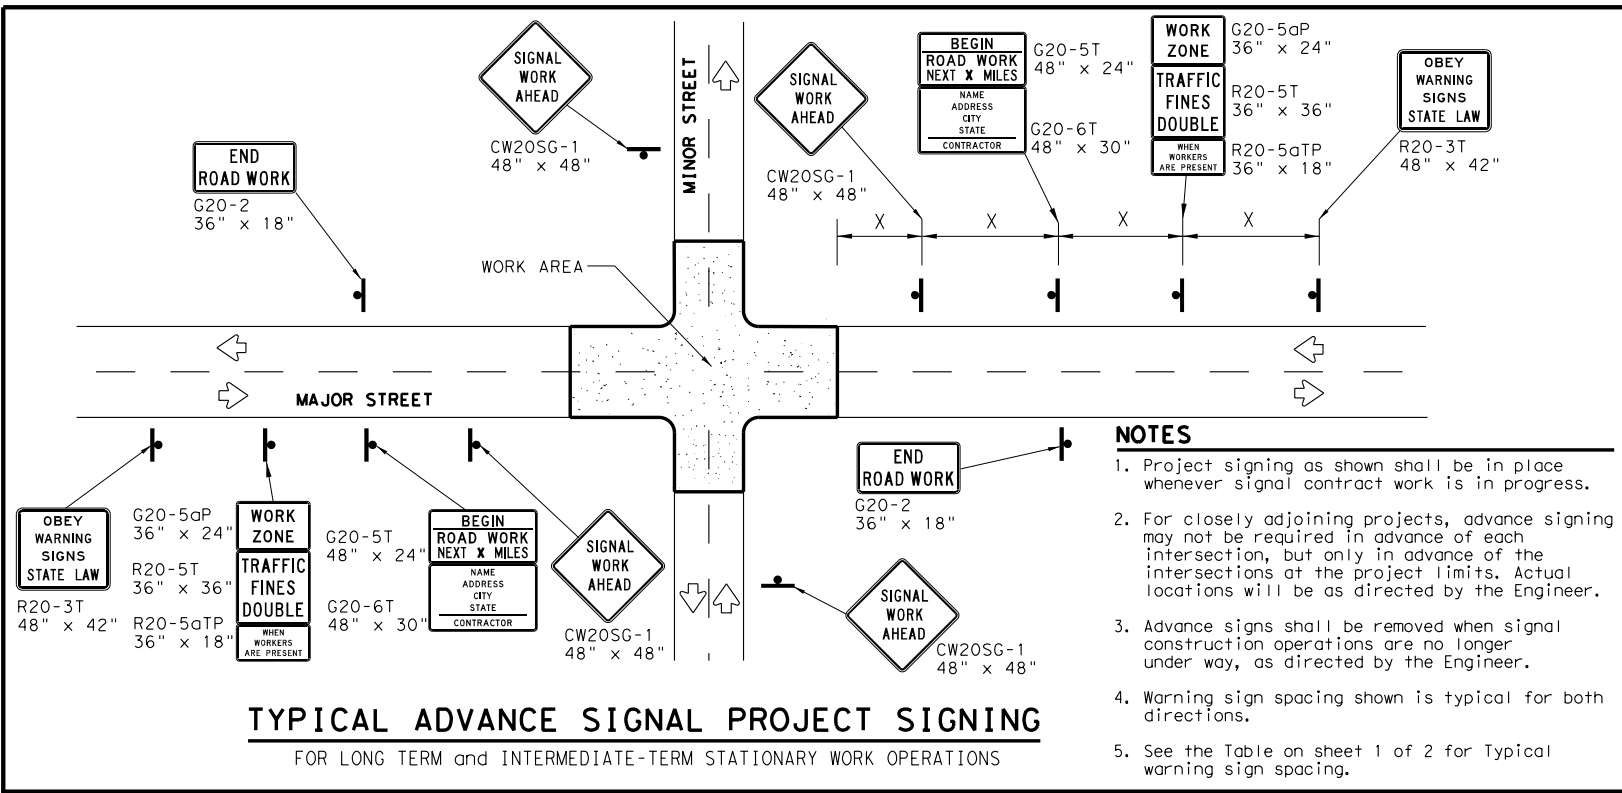 SIGNAL
WORK
AHEAD
CW20SG-1
48" x 48"
MINOR STREET
SIGNAL
WORK
AHEAD
CW20SG-1
48" x 48"
BEGIN
ROAD WORK
NEXT X MILES
NAME
ADDRESS
CITY
STATE
CONTRACTOR
G20-5T
48" x 24"
G20-6T
48" x 30"
WORK
ZONE
TRAFFIC
FINES
DOUBLE
WHEN
WORKERS
ARE PRESENT
G20-5aP
36" x 24"
R20-5T
36" x 36"
R20-5aTP
36" x 18"
OBEY
WARNING
SIGNS
STATE LAW
R20-3T
48" x 42"
END
ROAD WORK
G20-2
36" x 18"
X X X X
WORK AREA
MAJOR STREET
OBEY
WARNING
SIGNS
STATE LAW
R20-3T
48" x 42"
G20-5aP
36" x 24"
R20-5T
36" x 36"
R20-5aTP
36" x 18"
WORK
ZONE
TRAFFIC
FINES
DOUBLE
WHEN
WORKERS
ARE PRESENT
G20-5T
48" x 24"
G20-6T
48" x 30"
BEGIN
ROAD WORK
NEXT X MILES
NAME
ADDRESS
CITY
STATE
CONTRACTOR
SIGNAL
WORK
AHEAD
CW20SG-1
48" x 48"
END
ROAD WORK
G20-2
36" x 18"
SIGNAL
WORK
AHEAD
CW20SG-1
48" x 48"
TYPICAL ADVANCE SIGNAL PROJECT SIGNING
FOR LONG TERM and INTERMEDIATE-TERM STATIONARY WORK OPERATIONS
NOTES
1. Project signing as shown shall be in place
whenever signal contract work is in progress.
2. For closely adjoining projects, advance signing
may not be required in advance of each
intersection, but only in advance of the
intersections at the project limits. Actual
locations will be as directed by the Engineer.
3. Advance signs shall be removed when signal
construction operations are no longer
under way, as directed by the Engineer.
4. Warning sign spacing shown is typical for both
directions.
5. See the Table on sheet 1 of 2 for Typical
warning sign spacing.